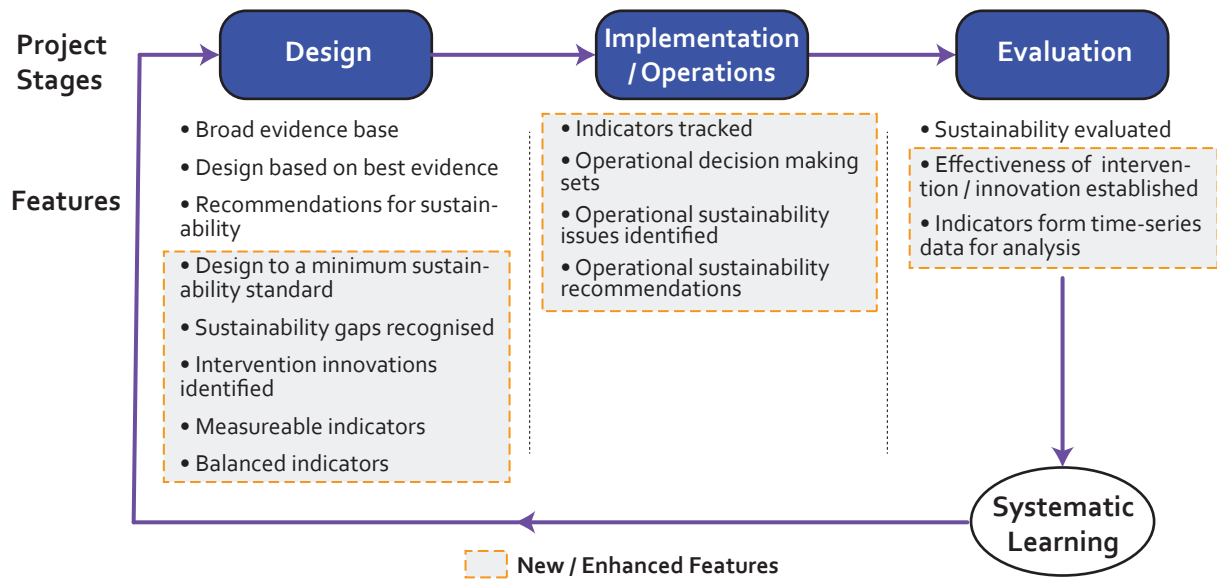 Project
Stages
Design
Implementation
/ Operations
Evaluation
Features
• Broad evidence base
• Design based on best evidence
• Recommendations for sustain-
ability
• Design to a minimum sustain-
ability standard
• Sustainability gaps recognised
• Intervention innovations
identified
• Measureable indicators
• Balanced indicators
• Indicators tracked
• Operational decision making
sets
• Operational sustainability
issues identified
• Operational sustainability
recommendations
• Sustainability evaluated
• Effectiveness of interven-
tion / innovation established
• Indicators form time-series
data for analysis
Systematic
Learning
New / Enhanced Features